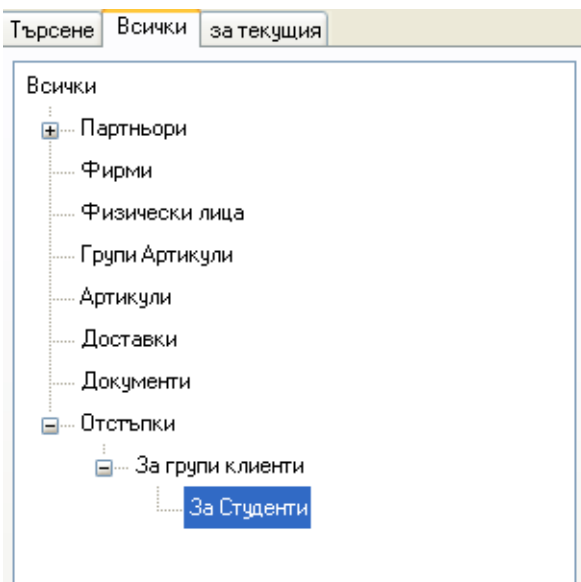 Търсене Всички за текущия
Всички
Партньори
Фирми
Физически лица
Групи Артикули
Артикули
Доставки
Документи
Отстъпки
За групи клиенти
За Студенти